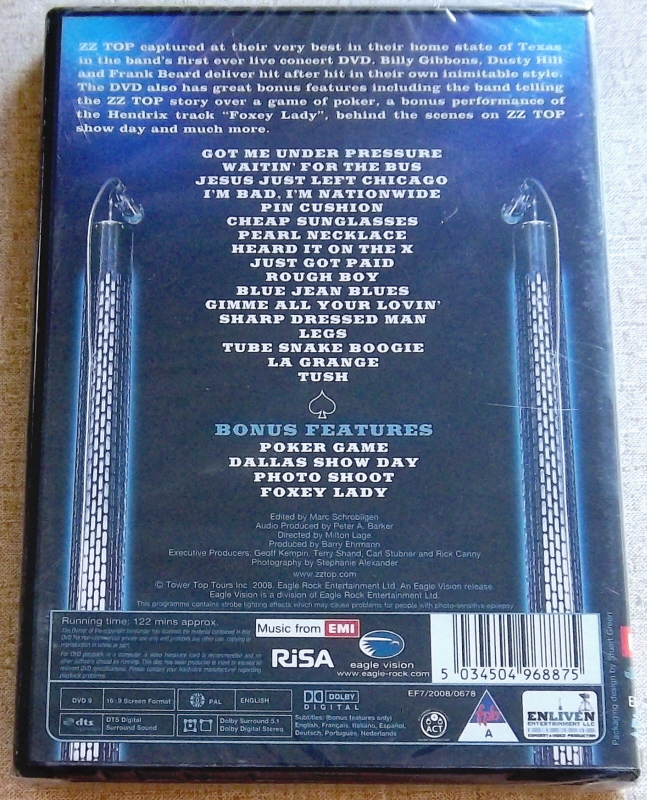 ZZ TOP captured at their very best in their home state of Texas
in the band's first ever live concert DVD. Billy Gibbons, Dusty Hill
and Frank Beard deliver hit after hit in their own inimitable style.
The DVD also has great bonus features including the band telling
the ZZ TOP story over a game of poker, a bonus performance of
the Hendrix track "Foxey Lady", behind the scenes on ZZ TOP
show day and much more.
GOT ME UNDER PRESSURE
WAITIN' FOR THE BUS
JESUS JUST LEFT CHICAGO
I'M BAD, I'M NATIONWIDE
PIN CUSHION
CHEAP SUNGLASSES
PEARL NECKLACE
HEARD IT ON THE X
JUST GOT PAID
ROUGH BOY
BLUE JEAN BLUES
GIMME ALL YOUR LOVIN'
SHARP DRESSED MAN
LEGS
TUBE SNAKE BOOGIE
LA GRANGE
TUSH
BONUS FEATURES
POKER GAME
DALLAS SHOW DAY
PHOTO SHOOT
FOXEY LADY
Edited by Marc Schrobilgen
Audio Produced by Peter A. Barker
Directed by Milton Lage
Produced by Barry Ehrmann
Executive Producers: Geoff Kempin, Terry Shand, Carl Stubner and Rick Canny
Photography by Stephanie Alexander
www.zztop.com
© Tower Top Tours Inc. 2008. Eagle Rock Entertainment Ltd. An Eagle Vision release.
Eagle Vision is a division of Eagle Rock Entertainment Ltd.
This programme contains strobe lighting effects which may cause problems for people with photo-sensitive epilepsy
Running time: 122 mins approx.
Music from EMI
RiSA
eagle vision
www.eagle-rock.com
5 034504 968875
DVD 9
16:9 Screen Format
PAL
ENGLISH
DOLBY
DIGITAL
EF7/2008/0678
dts
DTS Digital
Surround Sound
Dolby Surround 5.1
Dolby Digital Stereo
Subtitles: (Bonus features only)
English, Français, Italiano, Español,
Deutsch, Português, Nederlands
ACT
fpb
A
ENLIVEN
ENTERTAINMENT LLC
CONCERT & VIDEO PRODUCTION
Packaging design by Stuart Green